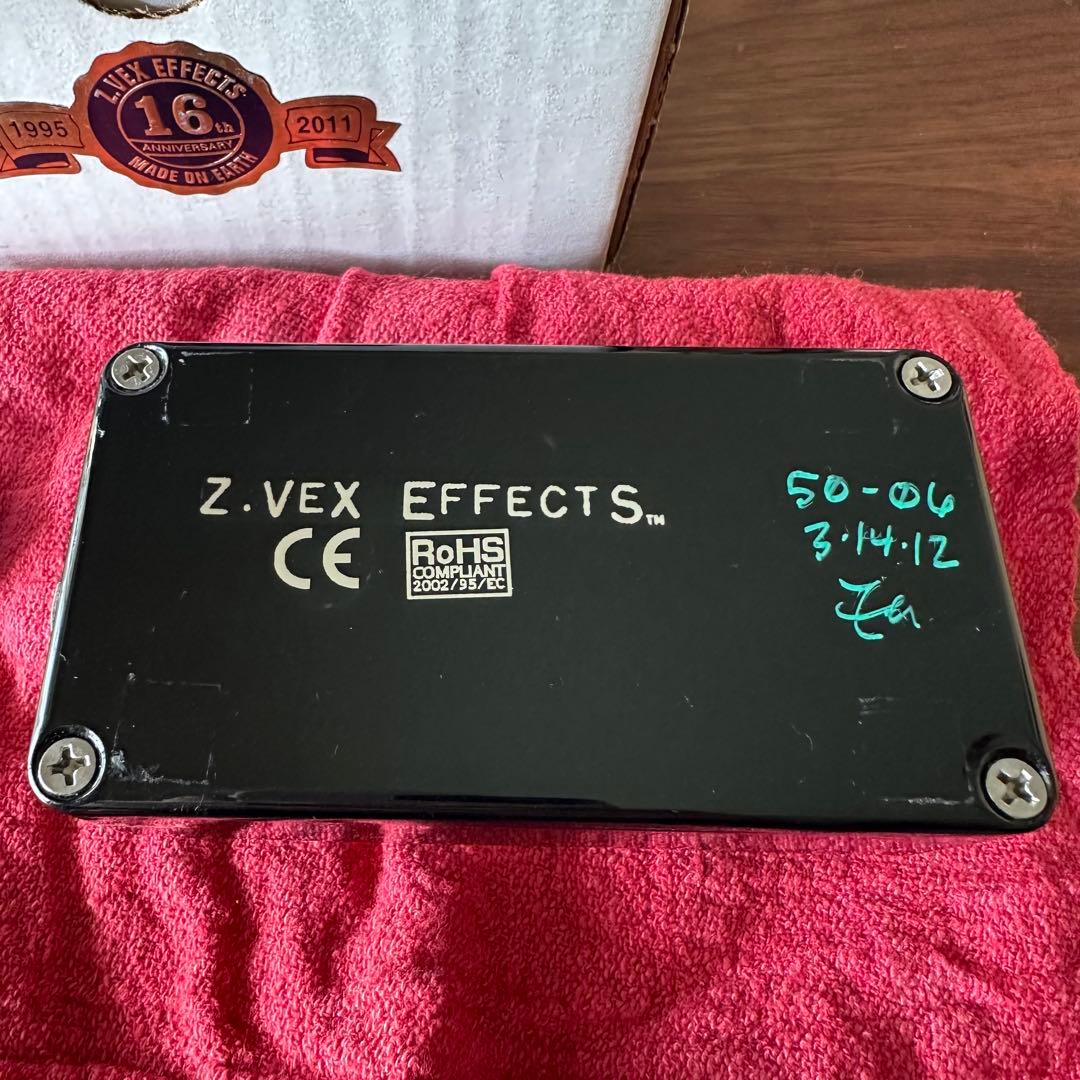 Z.VEX EFFECTS
1995
16th
2011
ANNIVERSARY
MADE ON EARTH
Z.VEX EFFECTS™
CE
RoHS
COMPLIANT
2002/95/EC
50-06
3.14.12